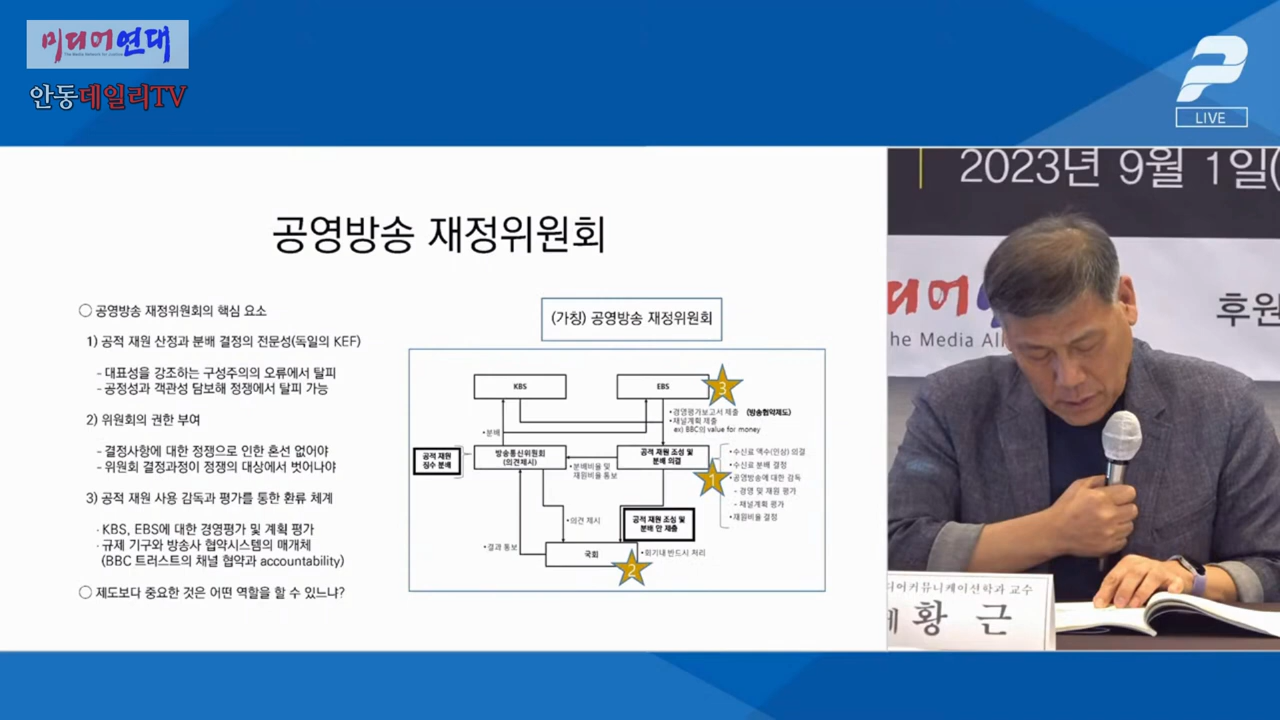 미디어연대
The Media Network for Justice
안동데일리TV
LIVE
공영방송 재정위원회
○ 공영방송 재정위원회의 핵심 요소
1) 공적 재원 산정과 분배 결정의 전문성(독일의 KEF)
- 대표성을 강조하는 구성주의의 오류에서 탈피
- 공정성과 객관성 담보해 정쟁에서 탈피 가능
2) 위원회의 권한 부여
- 결정사항에 대한 정쟁으로 인한 혼선 없어야
- 위원회 결정과정이 정쟁의 대상에서 벗어나야
3) 공적 재원 사용 감독과 평가를 통한 환류 체계
· KBS, EBS에 대한 경영평가 및 계획 평가
· 규제 기구와 방송사 협약시스템의 매개체
(BBC 트러스트의 채널 협약과 accountability)
○ 제도보다 중요한 것은 어떤 역할을 할 수 있느냐?
(가칭) 공영방송 재정위원회
KBS
EBS
3
•경영평가보고서 제출 (방송협약제도)
•채널계획 제출
ex) BBC의 value for money
•분배
공적 재원
징수 분배
방송통신위원회
(의견제시)
•분배비율 및
재원비율 통보
공적 재원 조성 및
분배 의결
1
•수신료 액수(인상) 의결
•수신료 분배 결정
•공영방송에 대한 감독
- 경영 및 재원 평가
- 채널계획 평가
•재원비율 결정
•의견 제시
공적 재원 조성 및
분배 안 제출
•결과 통보
국회
2
•회기내 반드시 처리
2023년 9월 1일(
디어연
후원
he Media All
디어커뮤니케이션학과 교수
제 황 근